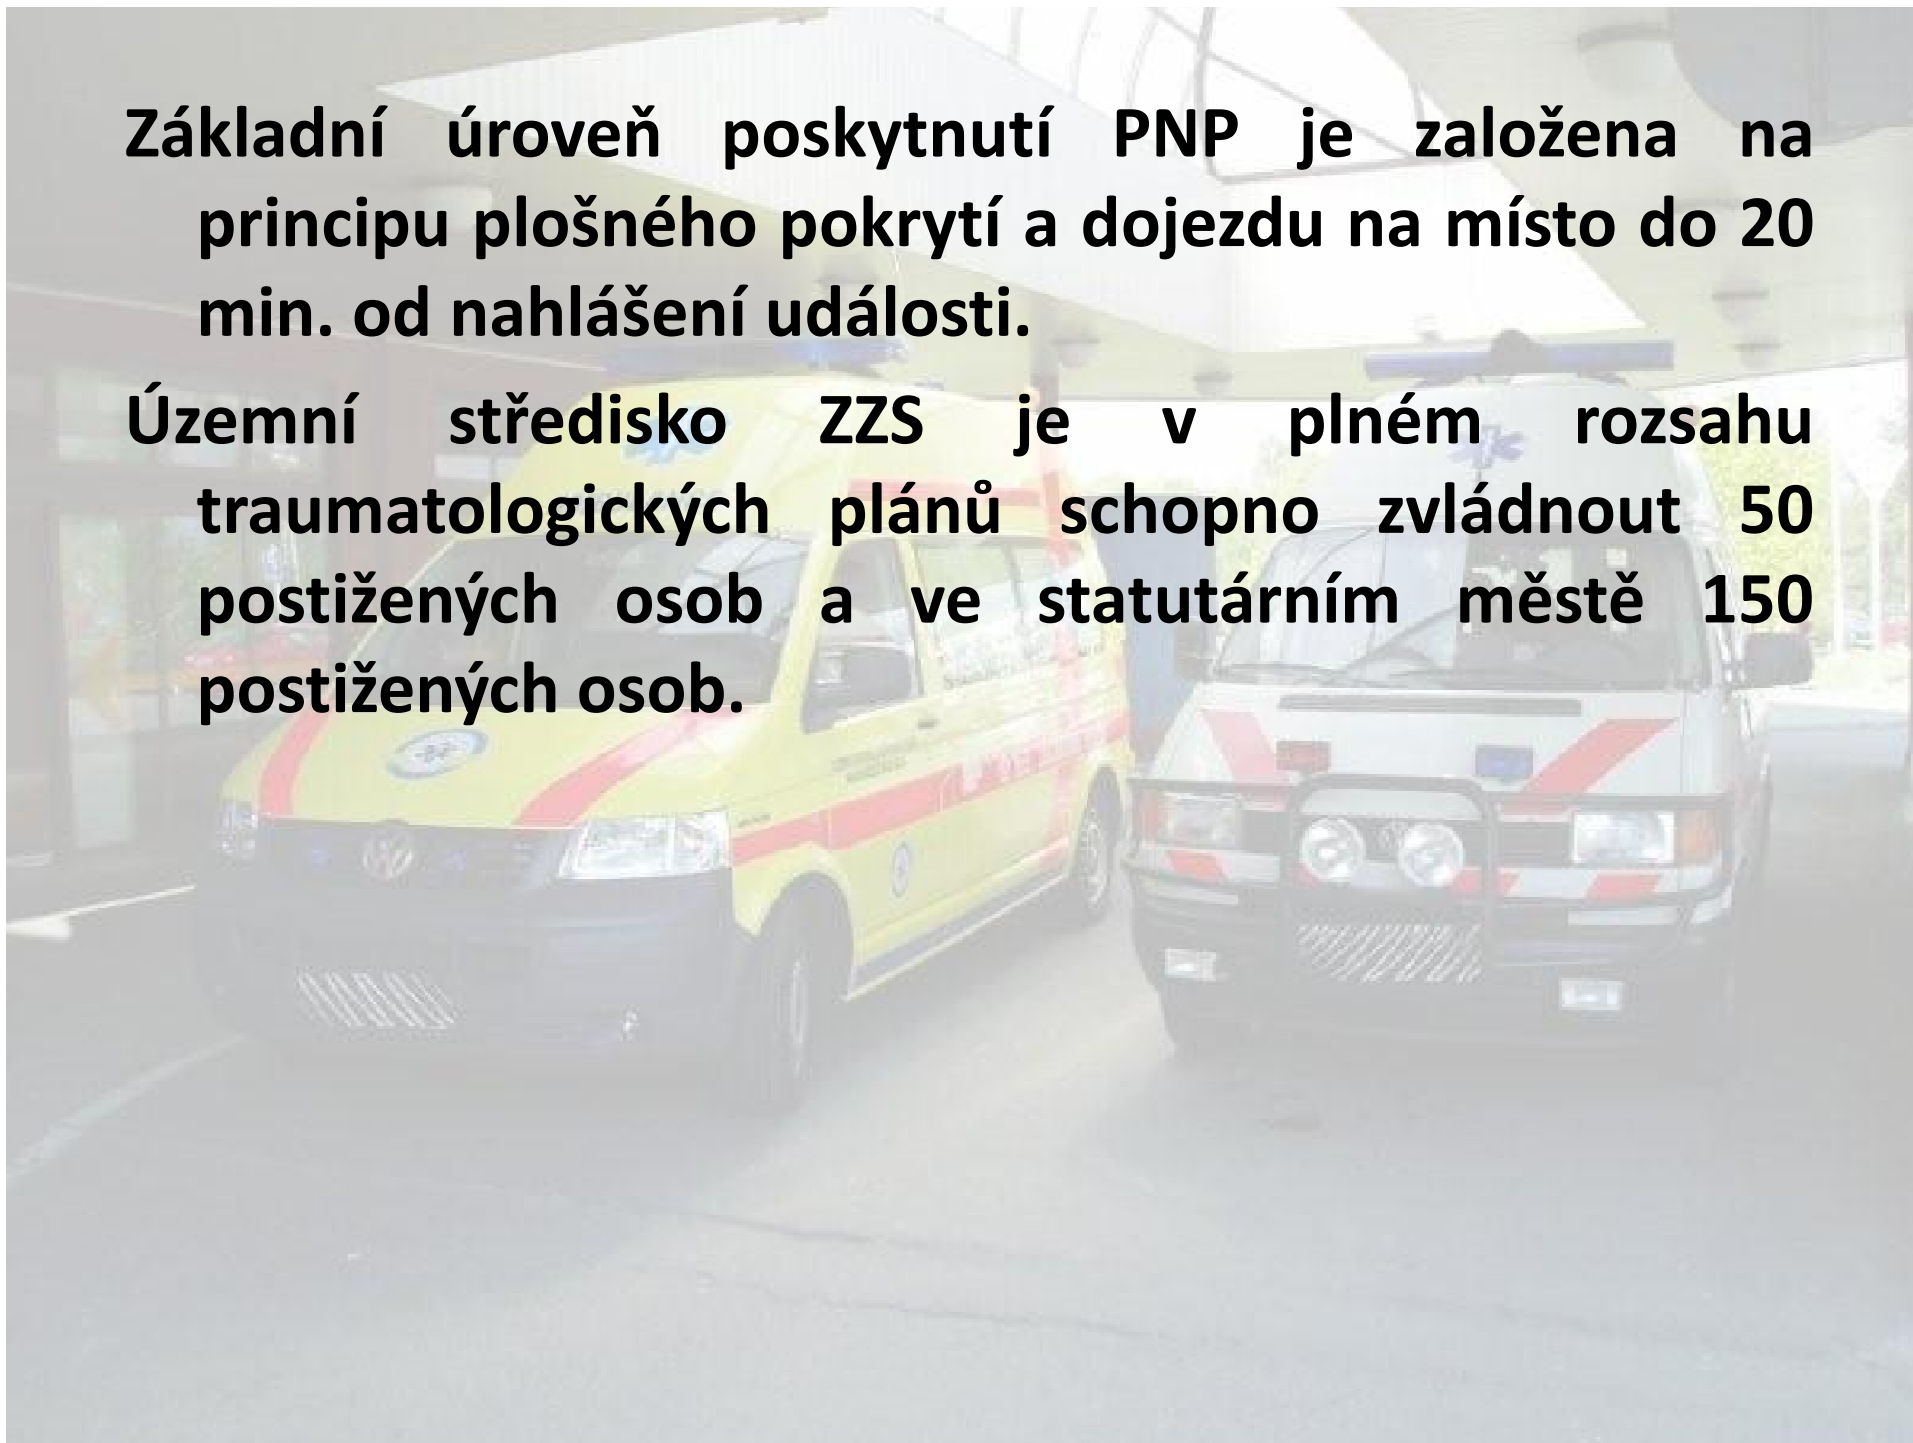 Základní úroveň poskytnutí PNP je založena na
principu plošného pokrytí a dojezdu na místo do 20
min. od nahlášení události.
Územní středisko ZZS je v plném rozsahu
traumatologických plánů schopno zvládnout 50
postižených osob a ve statutárním městě 150
postižených osob.